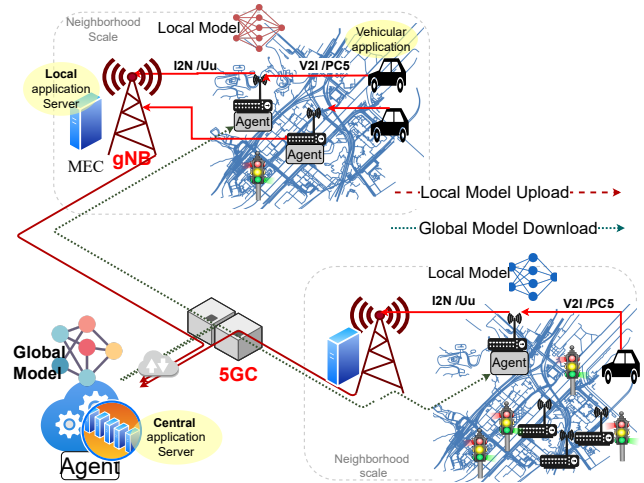 Neighborhood
Scale
Local Model
Vehicular
application
I2N /Uu
V2I /PC5
Local
application
Server
Agent
Agent
MEC
gNB
Local Model Upload
Global Model Download
Local Model
I2N /Uu
V2I /PC5
Global
Model
5GC
Agent
Central
application
Server
Agent
Neighborhood
scale